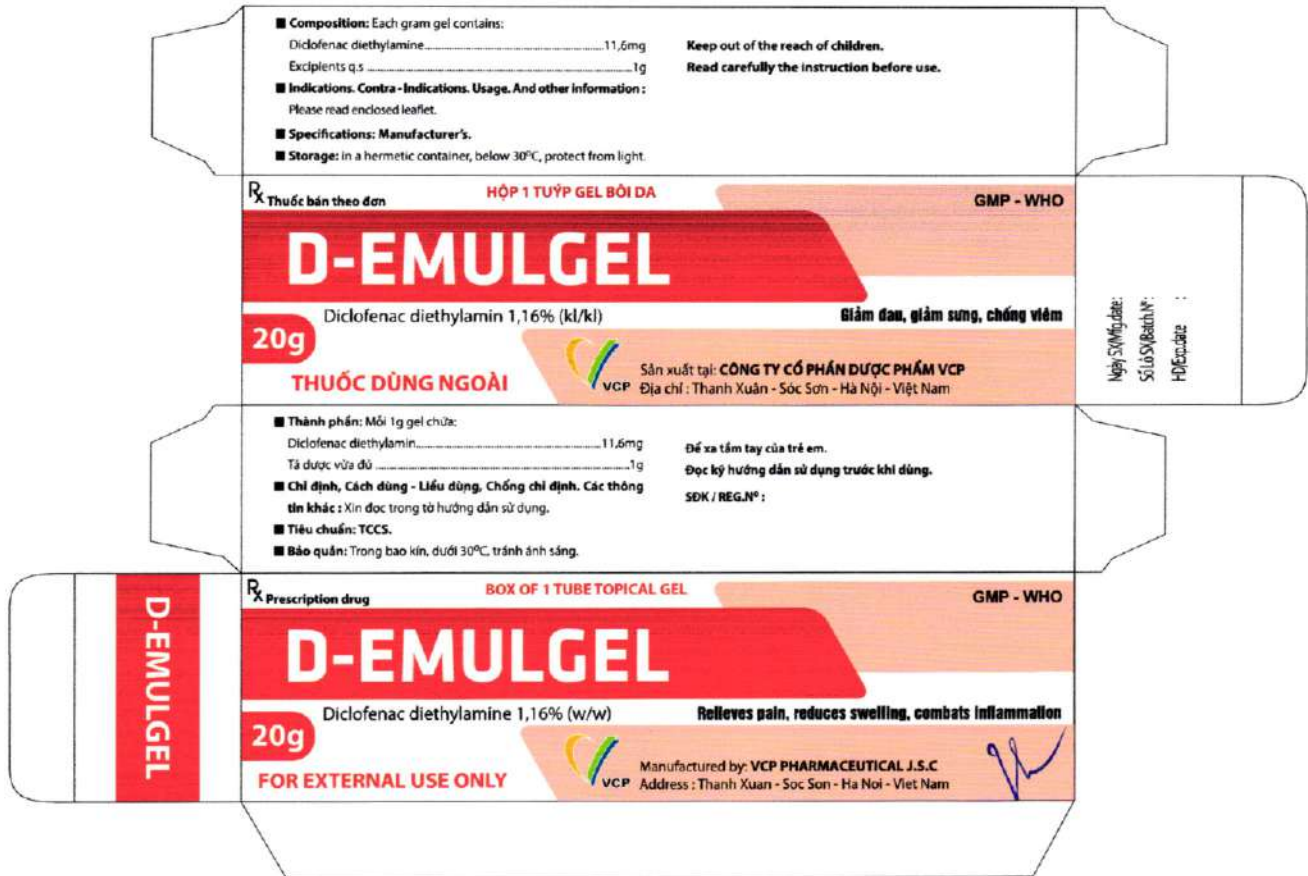 ■ Composition: Each gram gel contains:
Diclofenac diethylamine........................................................11,6mg
Excipients q.s ........................................................................1g
■ Indications. Contra - Indications. Usage. And other information :
Please read enclosed leaflet.
■ Specifications: Manufacturer's.
■ Storage: in a hermetic container, below 30°C, protect from light.
Keep out of the reach of children.
Read carefully the instruction before use.
Rx Thuốc bán theo đơn
HỘP 1 TUÝP GEL BÔI DA
GMP - WHO
D-EMULGEL
20g
Diclofenac diethylamin 1,16% (kl/kl)
Giảm đau, giảm sưng, chống viêm
THUỐC DÙNG NGOÀI
VCP
Sản xuất tại: CÔNG TY CỔ PHẦN DƯỢC PHẨM VCP
Địa chỉ : Thanh Xuân - Sóc Sơn - Hà Nội - Việt Nam
Ngày SX/Mfg.date:
Số Lô SX/Batch.Nº :
HD/Exp.date :
■ Thành phần: Mỗi 1g gel chứa:
Diclofenac diethylamin........................................................11,6mg
Tá dược vừa đủ ......................................................................1g
■ Chỉ định, Cách dùng - Liều dùng, Chống chỉ định. Các thông
tin khác : Xin đọc trong tờ hướng dẫn sử dụng.
■ Tiêu chuẩn: TCCS.
■ Bảo quản: Trong bao kín, dưới 30°C, tránh ánh sáng.
Để xa tầm tay của trẻ em.
Đọc kỹ hướng dẫn sử dụng trước khi dùng.
SĐK / REG.Nº :
D-EMULGEL
Rx Prescription drug
BOX OF 1 TUBE TOPICAL GEL
GMP - WHO
D-EMULGEL
20g
Diclofenac diethylamine 1,16% (w/w)
Relieves pain, reduces swelling, combats inflammation
FOR EXTERNAL USE ONLY
VCP
Manufactured by: VCP PHARMACEUTICAL J.S.C
Address : Thanh Xuan - Soc Son - Ha Noi - Viet Nam